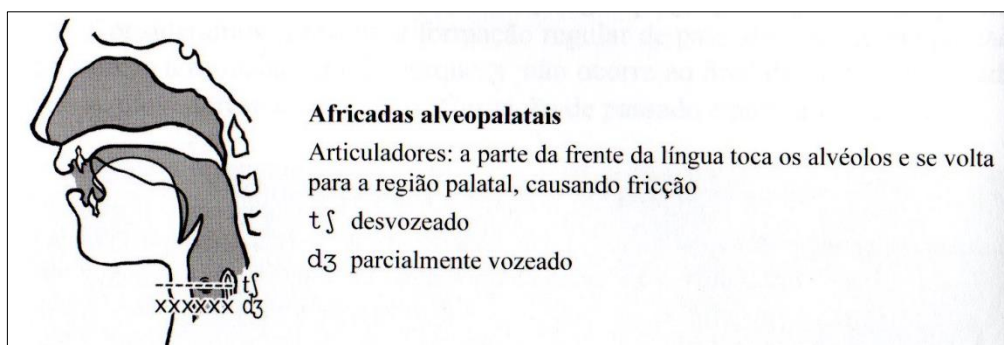 Africadas alveopalatais
Articuladores: a parte da frente da língua toca os alvéolos e se volta
para a região palatal, causando fricção
tʃ desvozeado
dʒ parcialmente vozeado
tʃ
xxxxxx dʒ